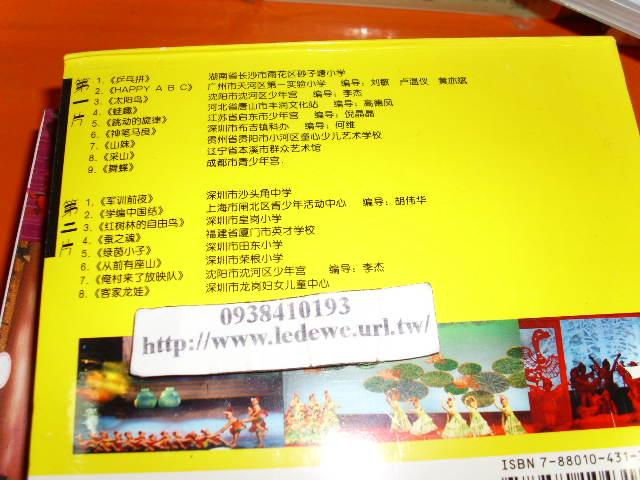 第一片
1. 《乒乓拼》 湖南省长沙市雨花区砂子塘小学
2. 《HAPPY A B C》 广州市天河区第一实验小学 编导：刘敏 卢温仪 黄亦斌
3. 《太阳鸟》 沈阳市沈河区少年宫 编导：李杰
4. 《蛙趣》 河北省唐山市丰润文化站 编导：高德凤
5. 《跳动的旋律》 江苏省启东市少年宫 编导：倪晶晶
6. 《神笔马良》 深圳市布吉镇科办 编导：何维
7. 《山妹》 贵州省贵阳市小河区童心少儿艺术学校
8. 《采山》 辽宁省本溪市群众艺术馆
9. 《舞蝶》 成都市青少年宫
第二片
1. 《军训前夜》 深圳市沙头角中学
2. 《学编中国结》 上海市闸北区青少年活动中心 编导：胡伟华
3. 《红树林的自由鸟》 深圳市皇岗小学
4. 《蚕之魂》 福建省厦门市英才学校
5. 《绿茵小子》 深圳市田东小学
6. 《从前有座山》 深圳市荣根小学
7. 《俺村来了放映队》 沈阳市沈河区少年宫 编导：李杰
8. 《客家龙娃》 深圳市龙岗妇女儿童中心
0938410193
http://www.ledewe.url.tw/
ISBN 7-88010-431-